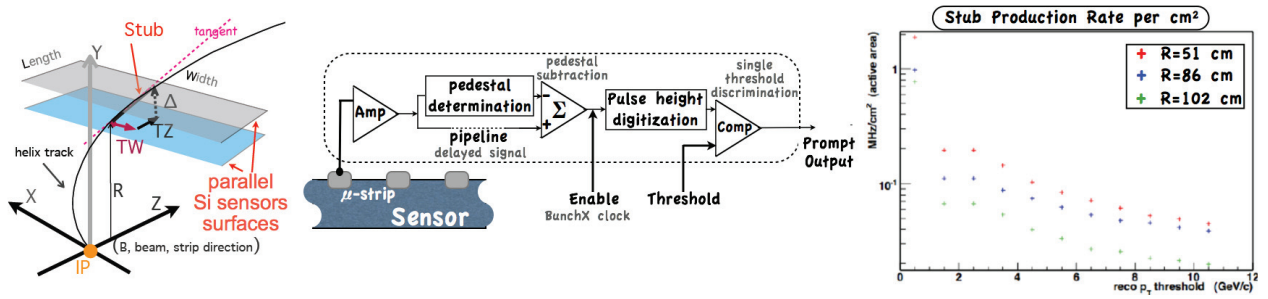 Stub
tangent
Y
Length
Width
Δ
TZ
TW
helix track
R
parallel
Si sensors
surfaces
X
Z
(B, beam, strip direction)
IP
pedestal
subtraction
single
threshold
discrimination
pedestal
determination
-
Σ
+
Amp
Pulse height
digitization
Comp
pipeline
delayed signal
Prompt
Output
μ-strip
Sensor
Enable
BunchX clock
Threshold
Stub Production Rate per cm²
MHz/cm² (active area)
1
10⁻¹
+ R=51 cm
+ R=86 cm
+ R=102 cm
0 2 4 6 8 10 12
reco pT threshold (GeV/c)